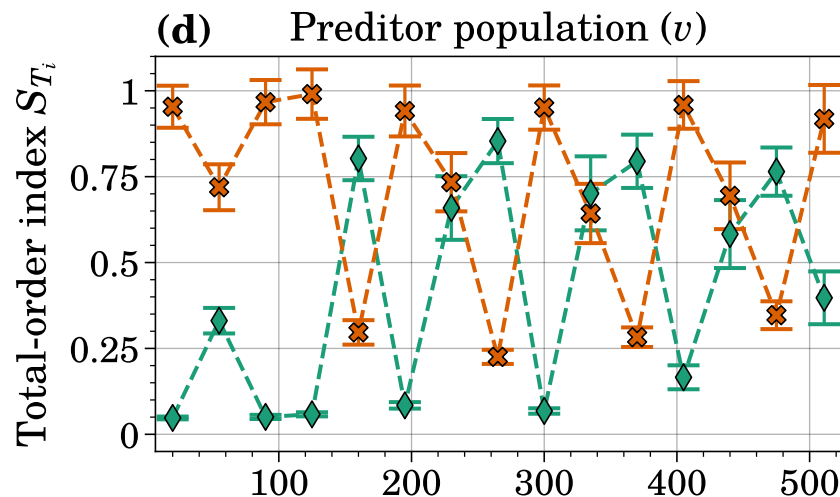 (d) Preditor population (v)
Total-order index S_{T_i}
1
0.75
0.5
0.25
0
100 200 300 400 500